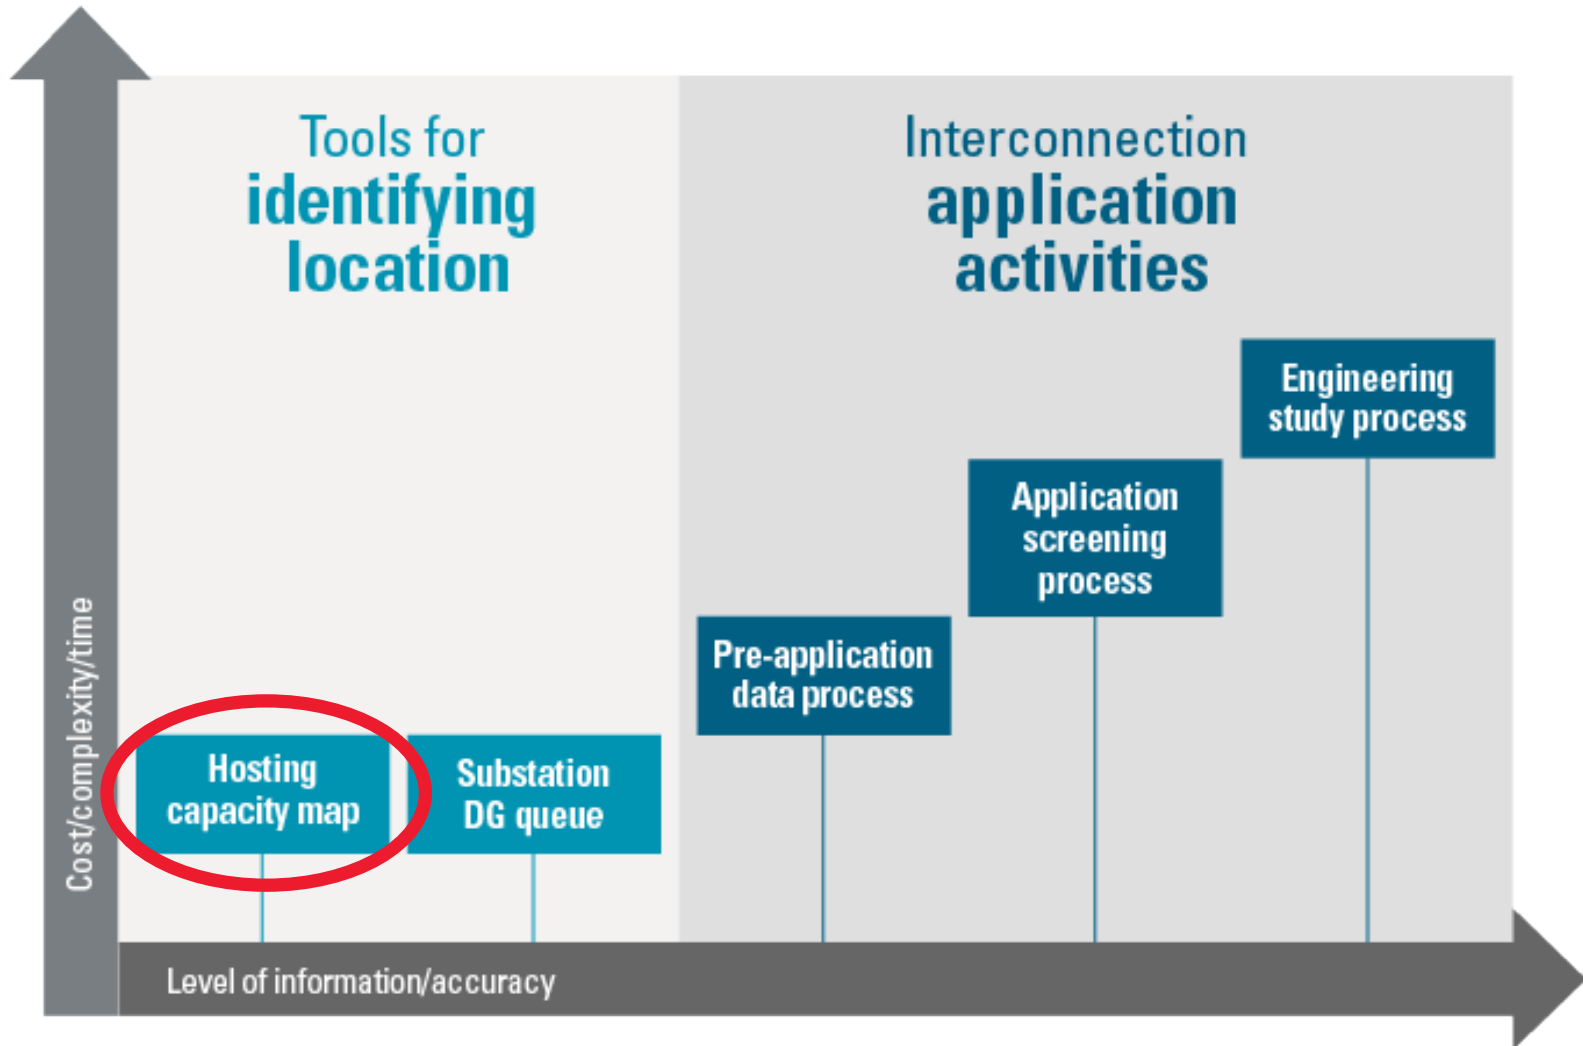 Tools for
identifying
location
Interconnection
application
activities
Engineering
study process
Application
screening
process
Pre-application
data process
Hosting
capacity map
Substation
DG queue
Cost/complexity/time
Level of information/accuracy